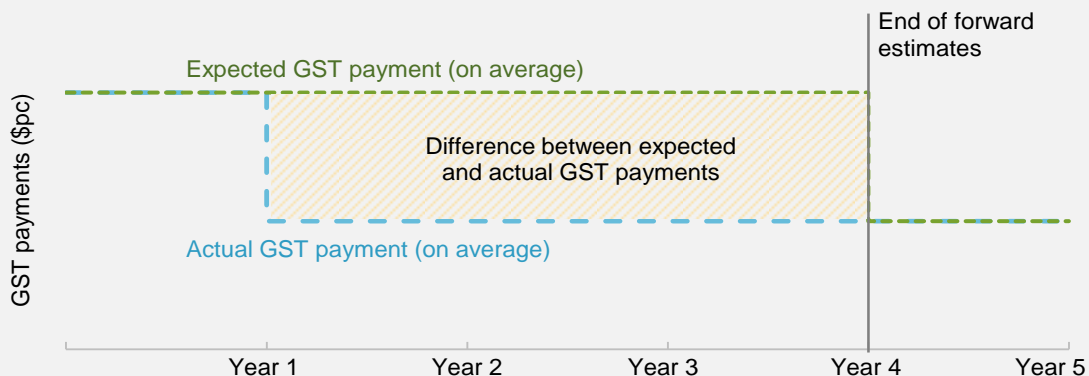 End of forward
estimates
Expected GST payment (on average)
GST payments ($pc)
Difference between expected
and actual GST payments
Actual GST payment (on average)
Year 1
Year 2
Year 3
Year 4
Year 5